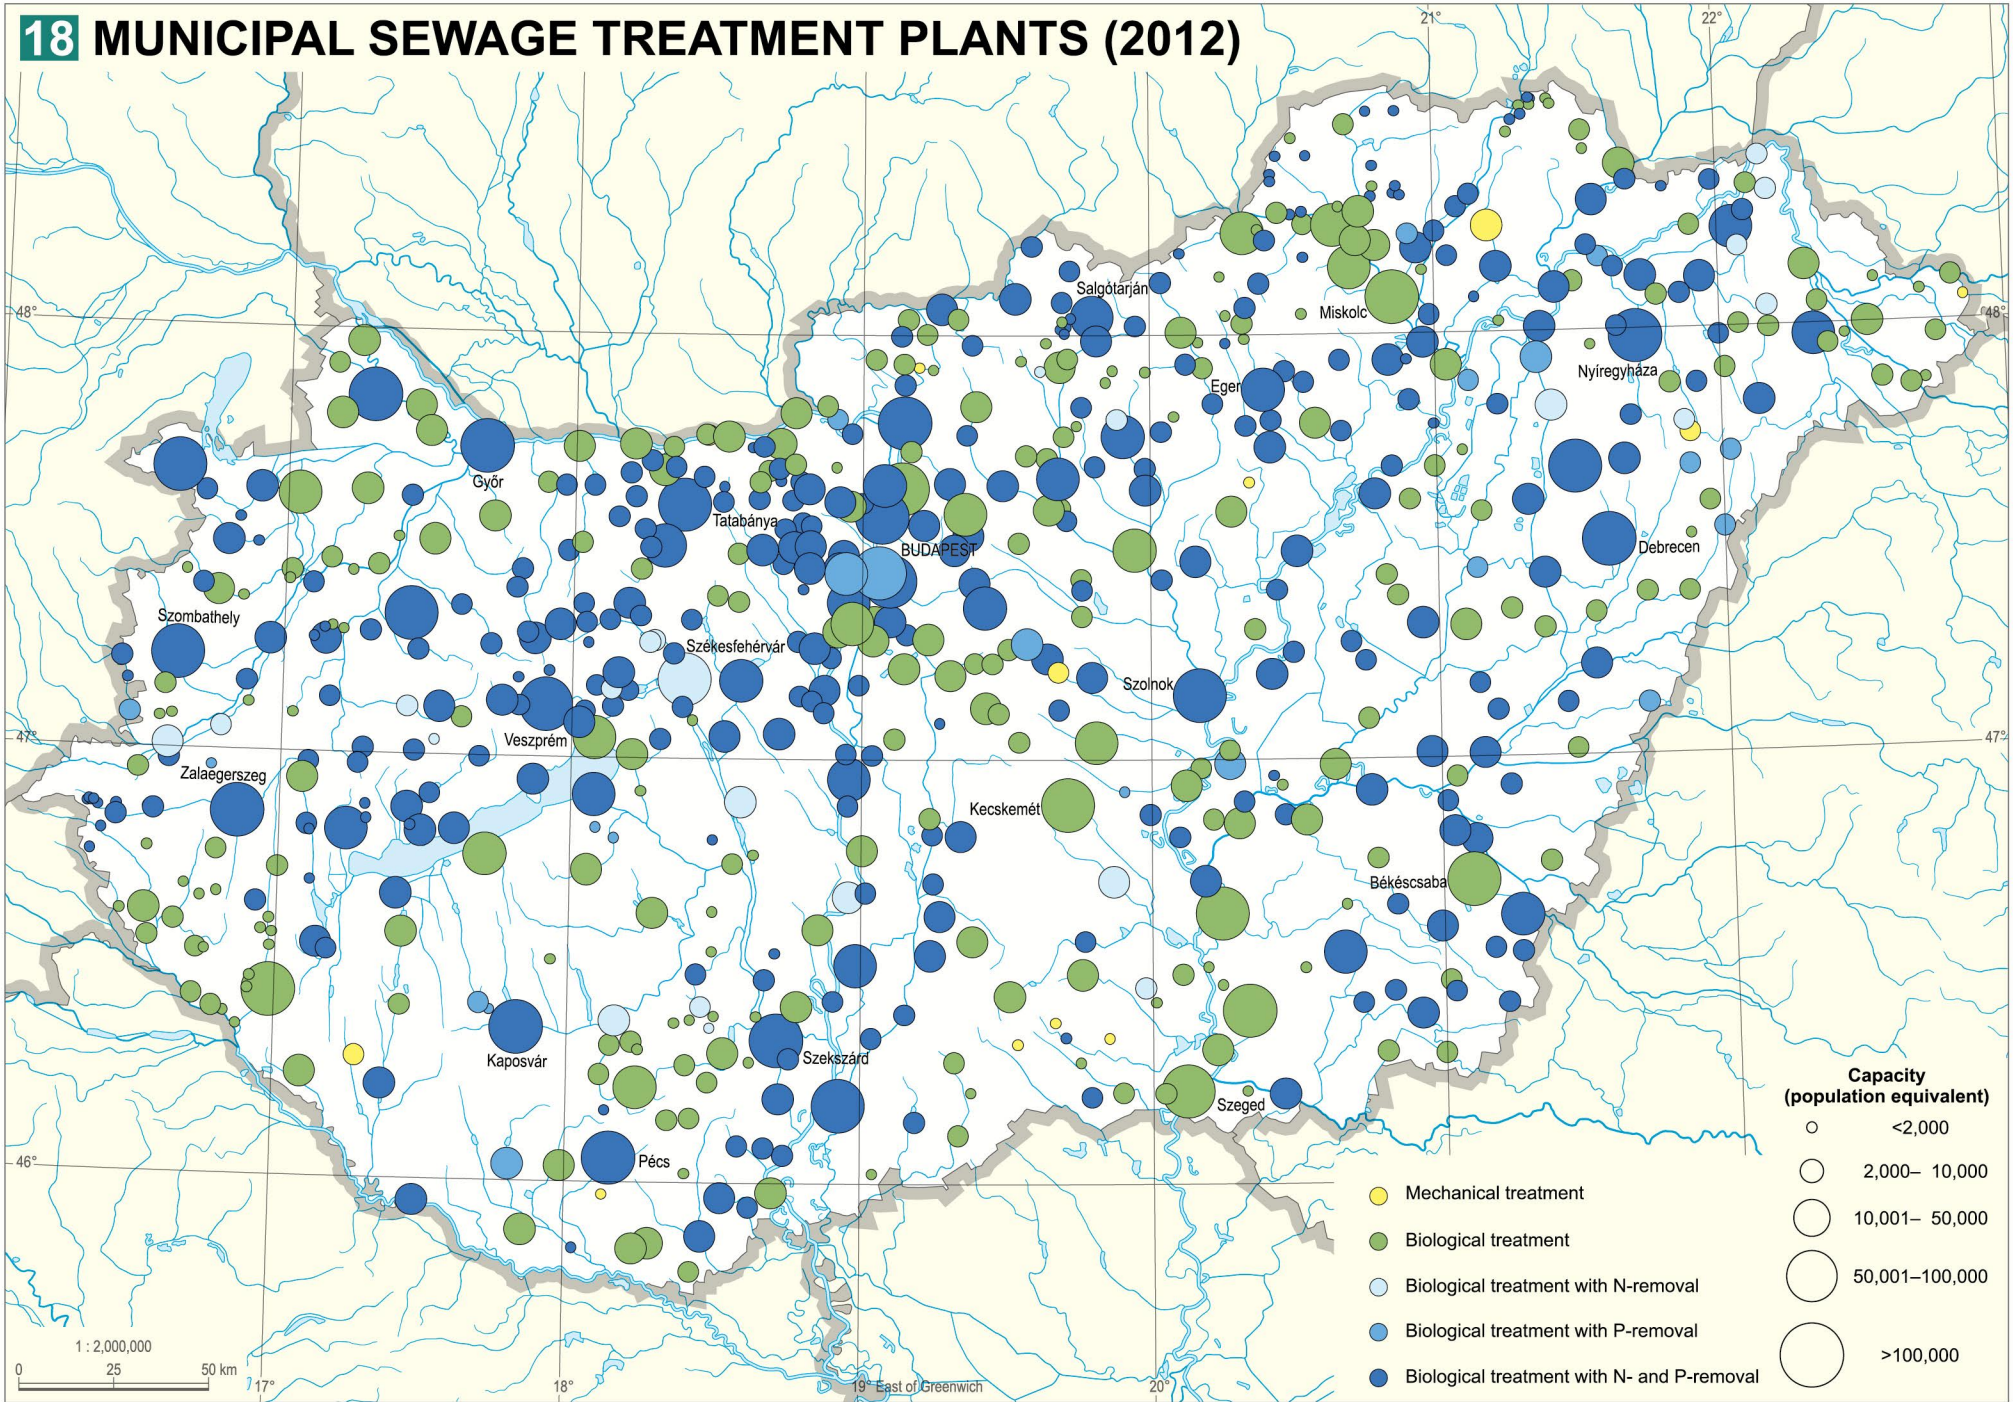 18 MUNICIPAL SEWAGE TREATMENT PLANTS (2012)
21°
22°
48°
48°
Salgótarján
Miskolc
Nyíregyháza
Eger
Győr
Tatabánya
BUDAPEST
Debrecen
Szombathely
Székesfehérvár
Szolnok
47°
47°
Veszprém
Zalaegerszeg
Kecskemét
Békéscsaba
Kaposvár
Szekszárd
Szeged
Pécs
46°
Capacity
(population equivalent)
<2,000
2,000– 10,000
10,001– 50,000
50,001–100,000
>100,000
Mechanical treatment
Biological treatment
Biological treatment with N-removal
Biological treatment with P-removal
Biological treatment with N- and P-removal
1 : 2,000,000
0 25 50 km
17°
18°
19° East of Greenwich
20°